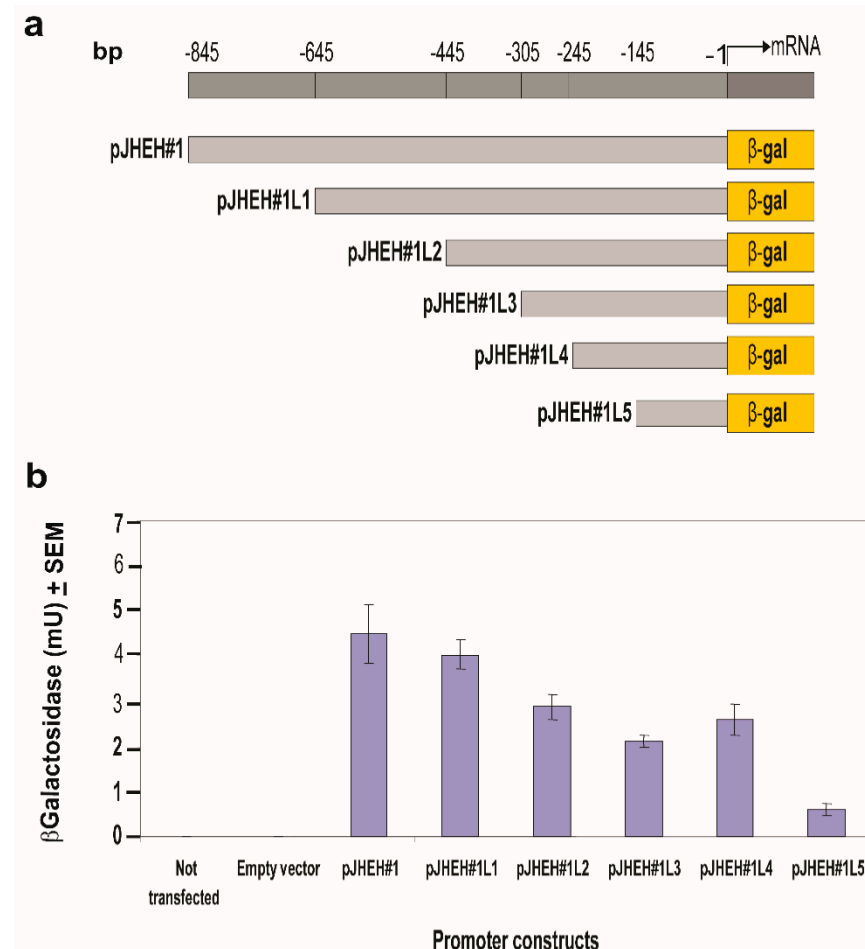 a
bp -845 -645 -445 -305 -245 -145 -1 mRNA
pJHEH#1 β-gal
pJHEH#1L1 β-gal
pJHEH#1L2 β-gal
pJHEH#1L3 β-gal
pJHEH#1L4 β-gal
pJHEH#1L5 β-gal
b
βGalactosidase (mU) ± SEM
7
6
5
4
3
2
1
0
Not transfected Empty vector pJHEH#1 pJHEH#1L1 pJHEH#1L2 pJHEH#1L3 pJHEH#1L4 pJHEH#1L5
Promoter constructs